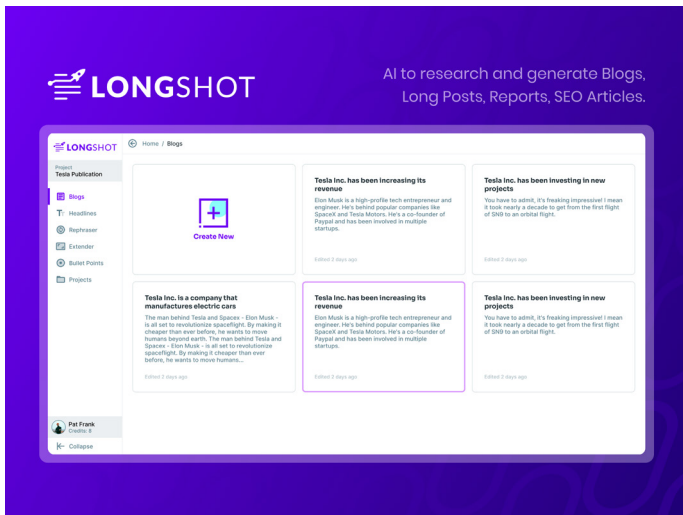 LONGSHOT
AI to research and generate Blogs,
Long Posts, Reports, SEO Articles.
LONGSHOT
Home / Blogs
Project
Tesla Publication
Blogs
Headlines
Rephraser
Extender
Bullet Points
Projects
Create New
Tesla Inc. has been increasing its
revenue
Elon Musk is a high-profile tech entrepreneur and
engineer. He's behind popular companies like
SpaceX and Tesla Motors. He's a co-founder of
Paypal and has been involved in multiple
startups.
Edited 2 days ago
Tesla Inc. has been investing in new
projects
You have to admit, it's freaking impressive! I mean
it took nearly a decade to get from the first flight
of SN9 to an orbital flight.
Edited 2 days ago
Tesla Inc. is a company that
manufactures electric cars
The man behind Tesla and Spacex - Elon Musk -
is all set to revolutionize spaceflight. By making it
cheaper than ever before, he wants to move
humans beyond earth. The man behind Tesla and
Spacex - Elon Musk - is all set to revolutionize
spaceflight. By making it cheaper than ever
before, he wants to move humans...
Edited 2 days ago
Tesla Inc. has been increasing its
revenue
Elon Musk is a high-profile tech entrepreneur and
engineer. He's behind popular companies like
SpaceX and Tesla Motors. He's a co-founder of
Paypal and has been involved in multiple
startups.
Edited 2 days ago
Tesla Inc. has been investing in new
projects
You have to admit, it's freaking impressive! I mean
it took nearly a decade to get from the first flight
of SN9 to an orbital flight.
Edited 2 days ago
Pat Frank
Credits: 8
Collapse